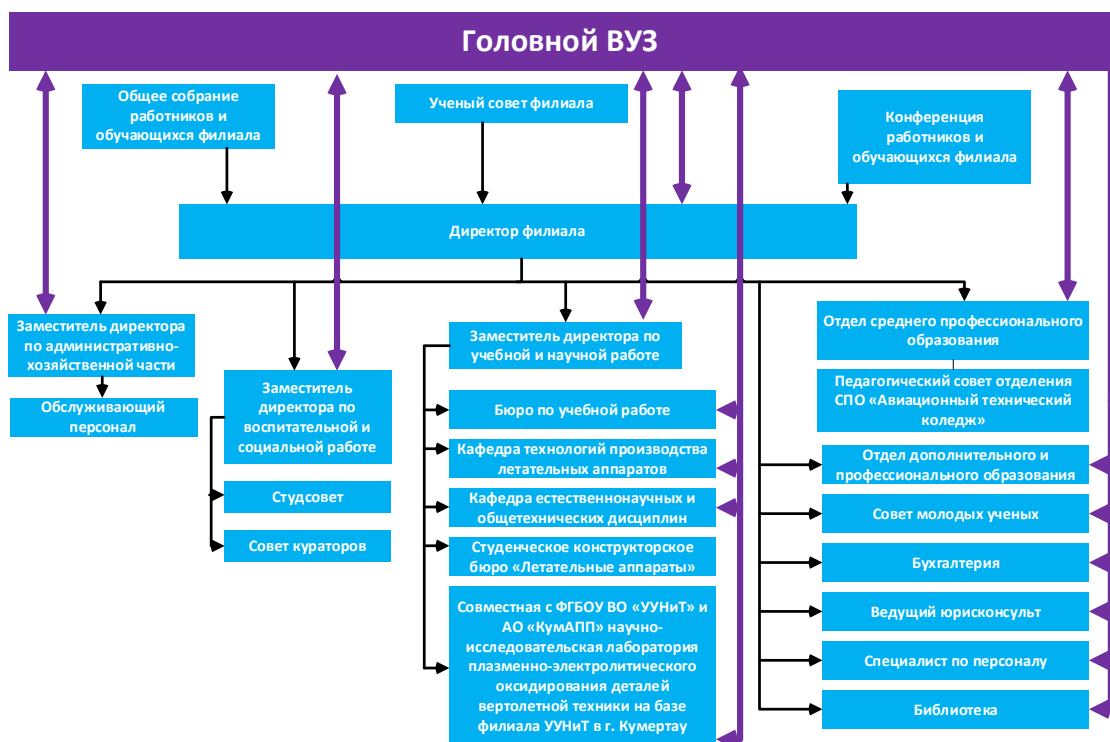 Головной ВУЗ
Общее собрание
работников и
обучающихся филиала
Ученый совет филиала
Конференция
работников и
обучающихся филиала
Директор филиала
Заместитель директора
по административно-
хозяйственной части
Обслуживающий
персонал
Заместитель
директора по
воспитательной и
социальной работе
Студсовет
Совет кураторов
Заместитель директора по
учебной и научной работе
Бюро по учебной работе
Кафедра технологий производства
летательных аппаратов
Кафедра естественнонаучных и
общетехнических дисциплин
Студенческое конструкторское
бюро «Летательные аппараты»
Совместная с ФГБОУ ВО «УУНиТ» и
АО «КумАПП» научно-
исследовательская лаборатория
плазменно-электролитического
оксидирования деталей
вертолетной техники на базе
филиала УУНиТ в г. Кумертау
Отдел среднего профессионального
образования
Педагогический совет отделения
СПО «Авиационный технический
коледж»
Отдел дополнительного и
профессионального образования
Совет молодых ученых
Бухгалтерия
Ведущий юрисконсульт
Специалист по персоналу
Библиотека